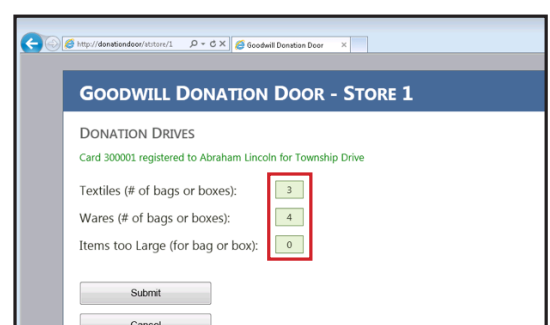 http://donationdoor/ststore/1
Goodwill Donation Door
GOODWILL DONATION DOOR - STORE 1
DONATION DRIVES
Card 300001 registered to Abraham Lincoln for Township Drive
Textiles (# of bags or boxes): 3
Wares (# of bags or boxes): 4
Items too Large (for bag or box): 0
Submit
Cancel